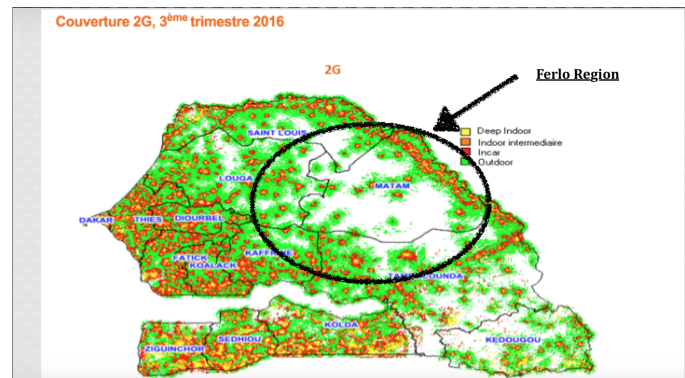 Couverture 2G, 3ème trimestre 2016
2G
Ferlo Region
Deep Indoor
Indoor intermediaire
Incar
Outdoor
SAINT LOUIS
LOUGA
MATAM
DAKAR
THIES
DIOURBEL
FATICK
KOALACK
KAFFRINE
TAMBACOUNDA
KOLDA
SEDHIOU
ZIGUINCHOR
KEDOUGOU